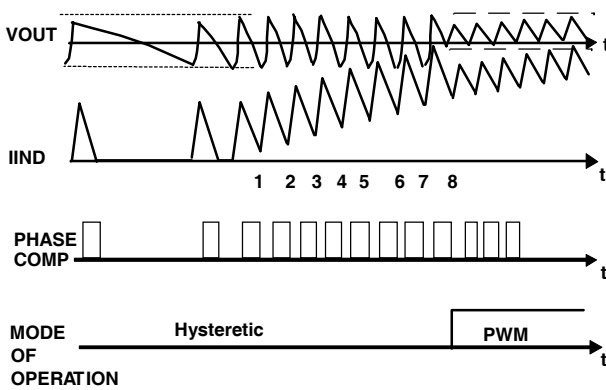 VOUT
t
IIND
t
1 2 3 4 5 6 7 8
PHASE
COMP
t
Hysteretic
PWM
MODE
OF
OPERATION
t